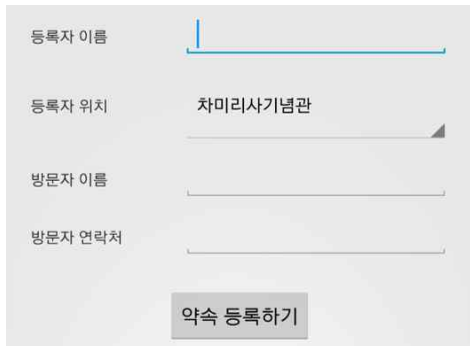 등록자 이름
등록자 위치 차미리사기념관
방문자 이름
방문자 연락처
약속 등록하기